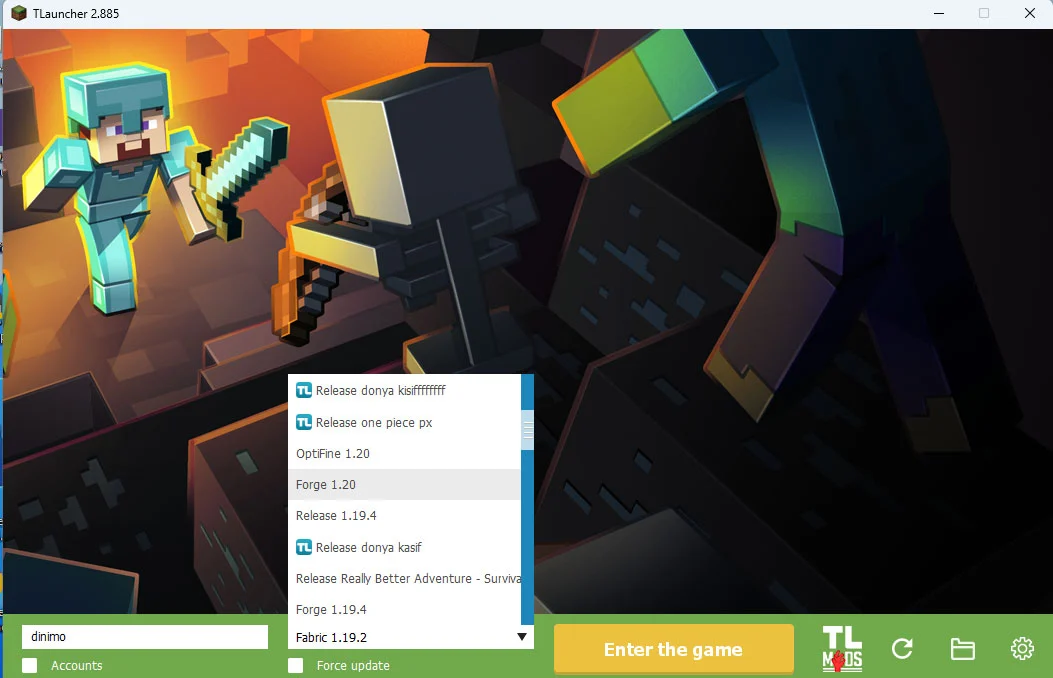 TLauncher 2.885
TL Release donya kisifffffffff
TL Release one piece px
OptiFine 1.20
Forge 1.20
Release 1.19.4
TL Release donya kasif
Release Really Better Adventure - Surviva
Forge 1.19.4
Fabric 1.19.2
dinimo
Accounts
Force update
Enter the game
TL
MODS